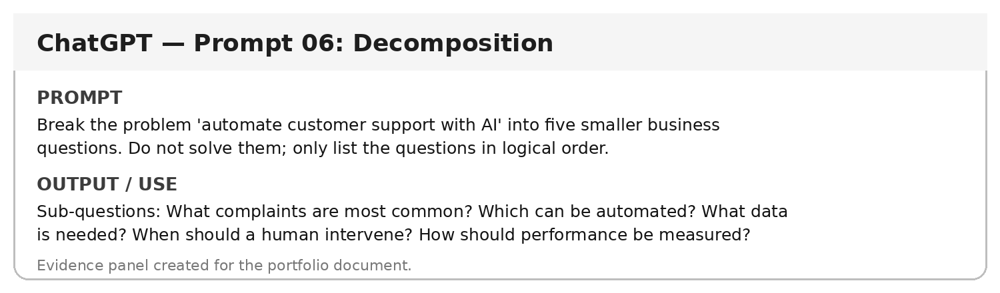 ChatGPT — Prompt 06: Decomposition
PROMPT
Break the problem 'automate customer support with AI' into five smaller business
questions. Do not solve them; only list the questions in logical order.
OUTPUT / USE
Sub-questions: What complaints are most common? Which can be automated? What data
is needed? When should a human intervene? How should performance be measured?
Evidence panel created for the portfolio document.